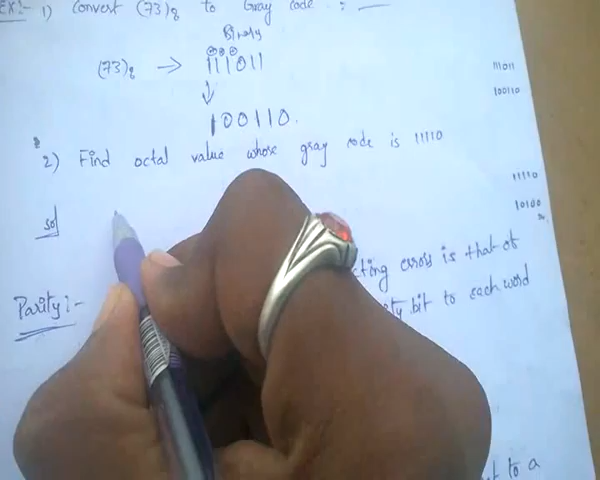 EX:- 1) Convert (73)8 to Gray code : —
Binary
(73)8 → 111011
111011
100110
100110.
2) Find octal value whose gray code is 11110
11110
10100
Sol
cting errors is that of
Parity :-
ty bit to each word
to a